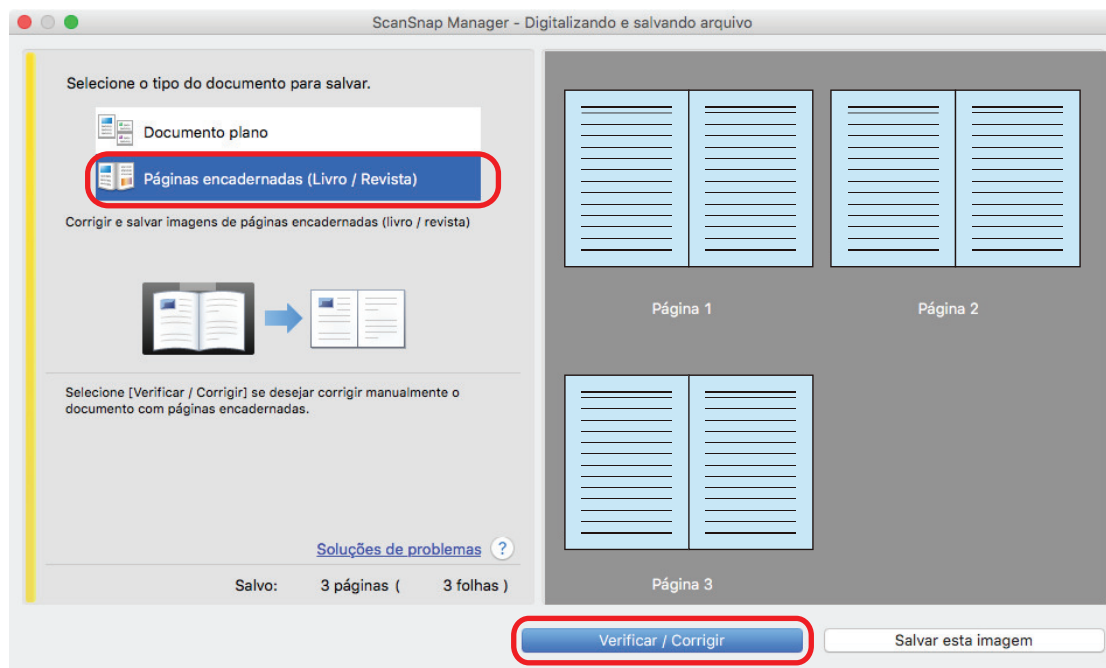 ScanSnap Manager - Digitalizando e salvando arquivo
Selecione o tipo do documento para salvar.
Documento plano
Páginas encadernadas (Livro / Revista)
Corrigir e salvar imagens de páginas encadernadas (livro / revista)
Selecione [Verificar / Corrigir] se desejar corrigir manualmente o
documento com páginas encadernadas.
Soluções de problemas ?
Salvo: 3 páginas ( 3 folhas )
Página 1
Página 2
Página 3
Verificar / Corrigir
Salvar esta imagem